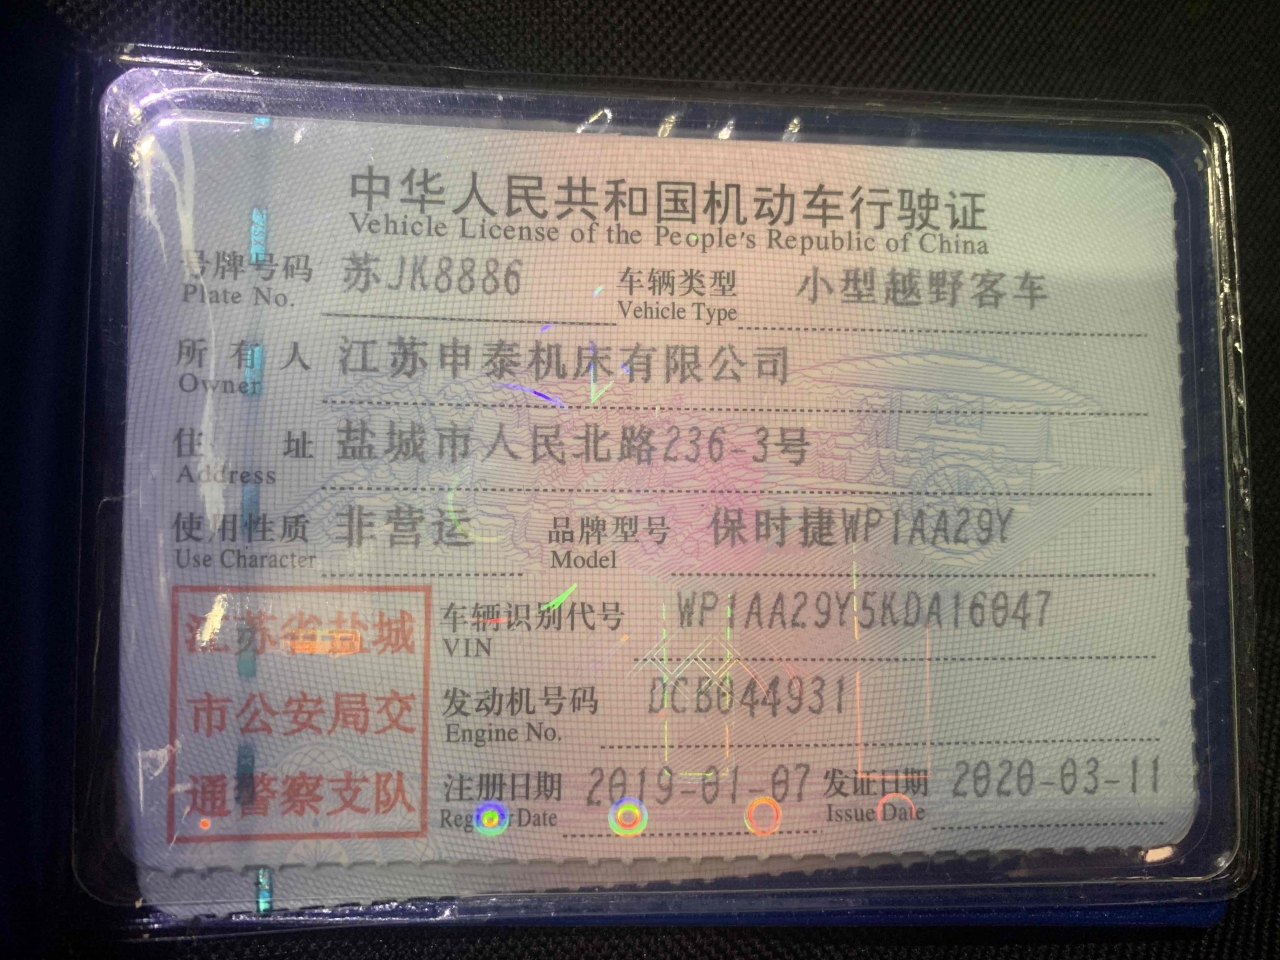 中华人民共和国机动车行驶证
Vehicle License of the People's Republic of China
号牌号码 苏JK8886 车辆类型 小型越野客车
Plate No. Vehicle Type
所有人 江苏申泰机床有限公司
Owner
住址 盐城市人民北路236-3号
Address
使用性质 非营运 品牌型号 保时捷WP1AA29Y
Use Character Model
江苏省盐城
市公安局交
通警察支队
车辆识别代号 WP1AA29Y5KDA16047
VIN
发动机号码 DCB044931
Engine No.
注册日期 2019-01-07 发证日期 2020-03-11
Register Date Issue Date